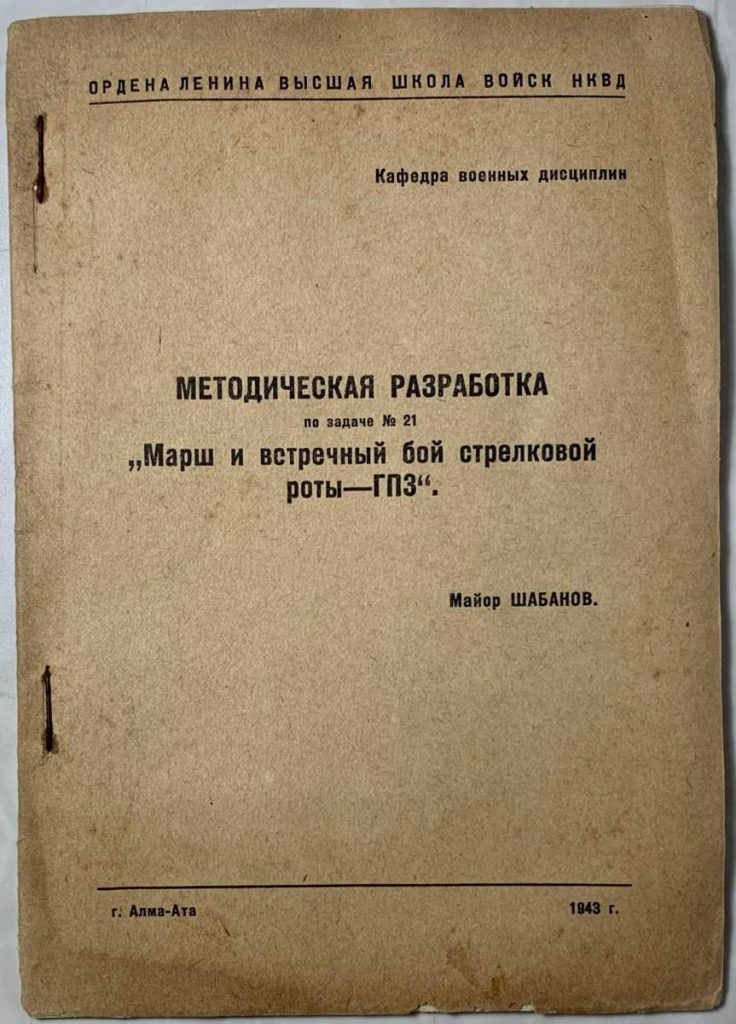 ОРДЕНА ЛЕНИНА ВЫСШАЯ ШКОЛА ВОЙСК НКВД
Кафедра военных дисциплин
МЕТОДИЧЕСКАЯ РАЗРАБОТКА
по задаче № 21
„Марш и встречный бой стрелковой
роты—ГПЗ“.
Майор ШАБАНОВ.
г. Алма-Ата
1943 г.